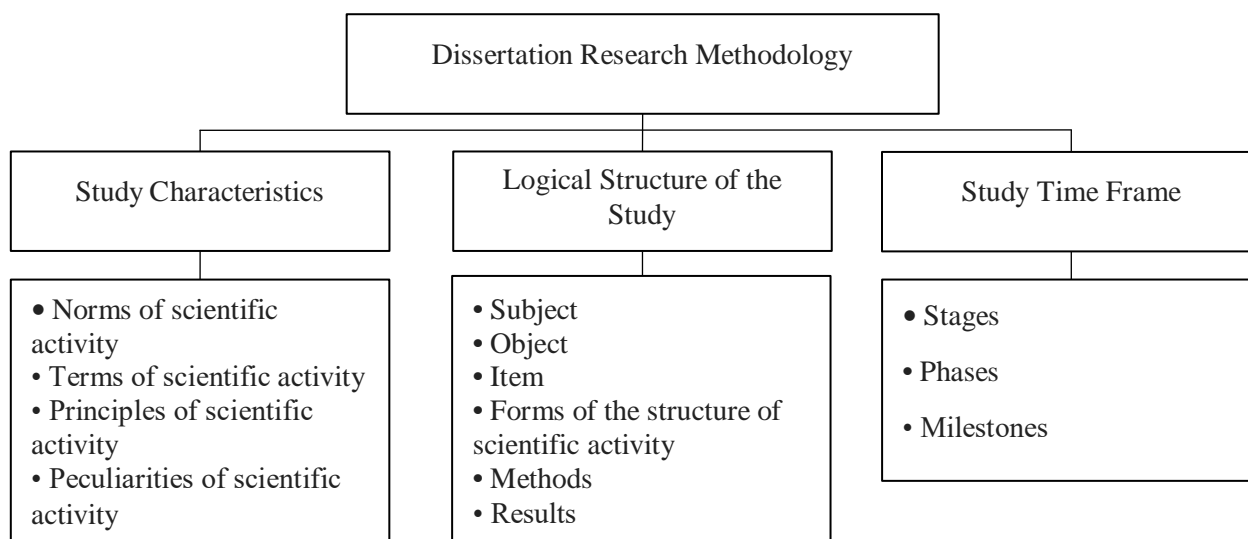 Dissertation Research Methodology
Study Characteristics
Logical Structure of the
Study
Study Time Frame
• Norms of scientific
activity
• Terms of scientific activity
• Principles of scientific
activity
• Peculiarities of scientific
activity
• Subject
• Object
• Item
• Forms of the structure of
scientific activity
• Methods
• Results
• Stages
• Phases
• Milestones